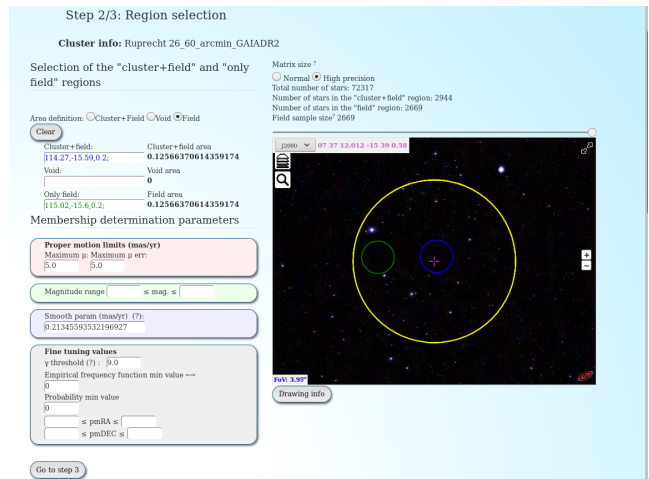 Step 2/3: Region selection
Cluster info: Ruprecht 26_60_arcmin_GAIADR2
Selection of the "cluster+field" and "only field" regions
Area definition: Cluster+Field Void Field
Clear
Cluster+field: Cluster+field area
114.27,-15.59,0.2; 0.12566370614359174
Void: Void area
0
Only field: Field area
115.02,-15.6,0.2; 0.12566370614359174
Membership determination parameters
Proper motion limits (mas/yr)
Maximum μ: Maximum μ err:
5.0 5.0
Magnitude range ≤ mag. ≤
Smooth param (mas/yr) (?):
0.21345593532196927
Fine tuning values
γ threshold (?) : 9.0
Empirical frequency function min value ⟷
0
Probability min value
0
≤ pmRA ≤
≤ pmDEC ≤
Go to step 3
Matrix size ?
Normal High precision
Total number of stars: 72317
Number of stars in the "cluster+field" region: 2944
Number of stars in the "field" region: 2669
Field sample size? 2669
J2000 07 37 12.012 -15 39 0.58
+
−
FoV: 3.97°
Drawing info